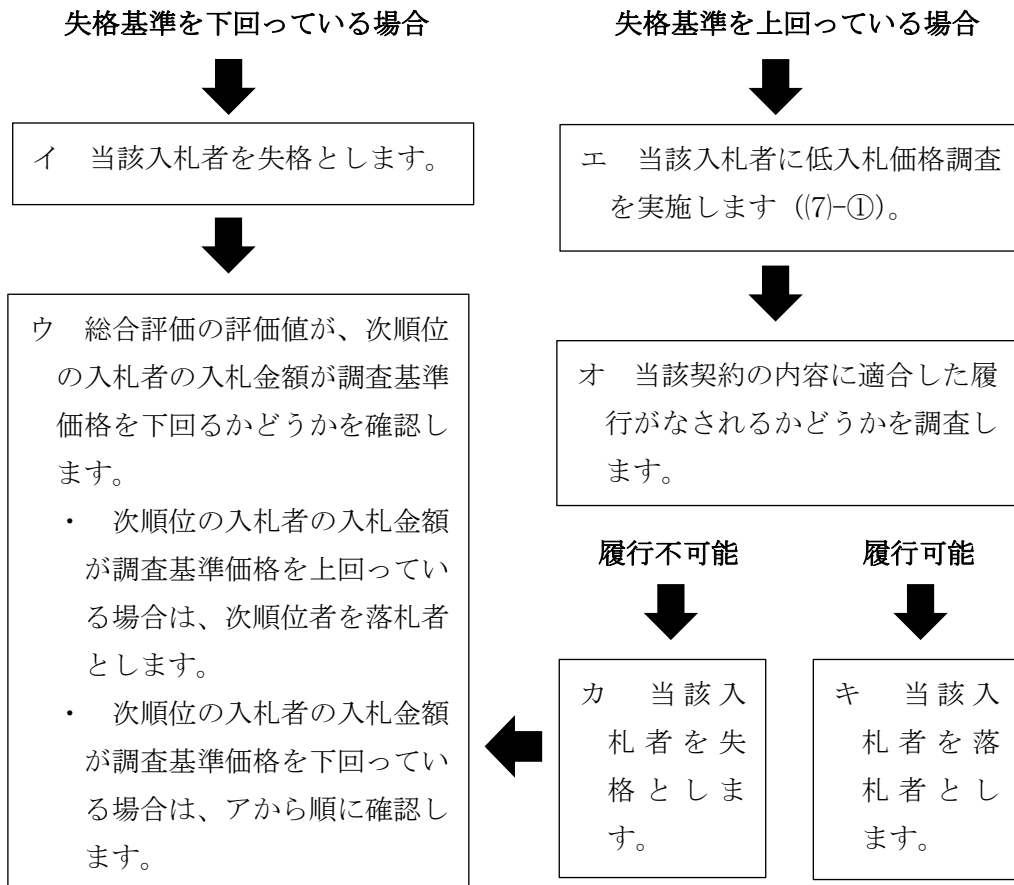 失格基準を下回っている場合
イ　当該入札者を失格とします。
ウ　総合評価の評価値が、次順位
の入札者の入札金額が調査基準
価格を下回るかどうかを確認し
ます。
・　次順位の入札者の入札金額
が調査基準価格を上回ってい
る場合は、次順位者を落札者
とします。
・　次順位の入札者の入札金額
が調査基準価格を下回ってい
る場合は、アから順に確認し
ます。
失格基準を上回っている場合
エ　当該入札者に低入札価格調査
を実施します（⑺-①）。
オ　当該契約の内容に適合した履
行がなされるかどうかを調査し
ます。
履行不可能
カ　当該入
札者を失
格としま
す。
履行可能
キ　当該入
札者を落
札者とし
ます。